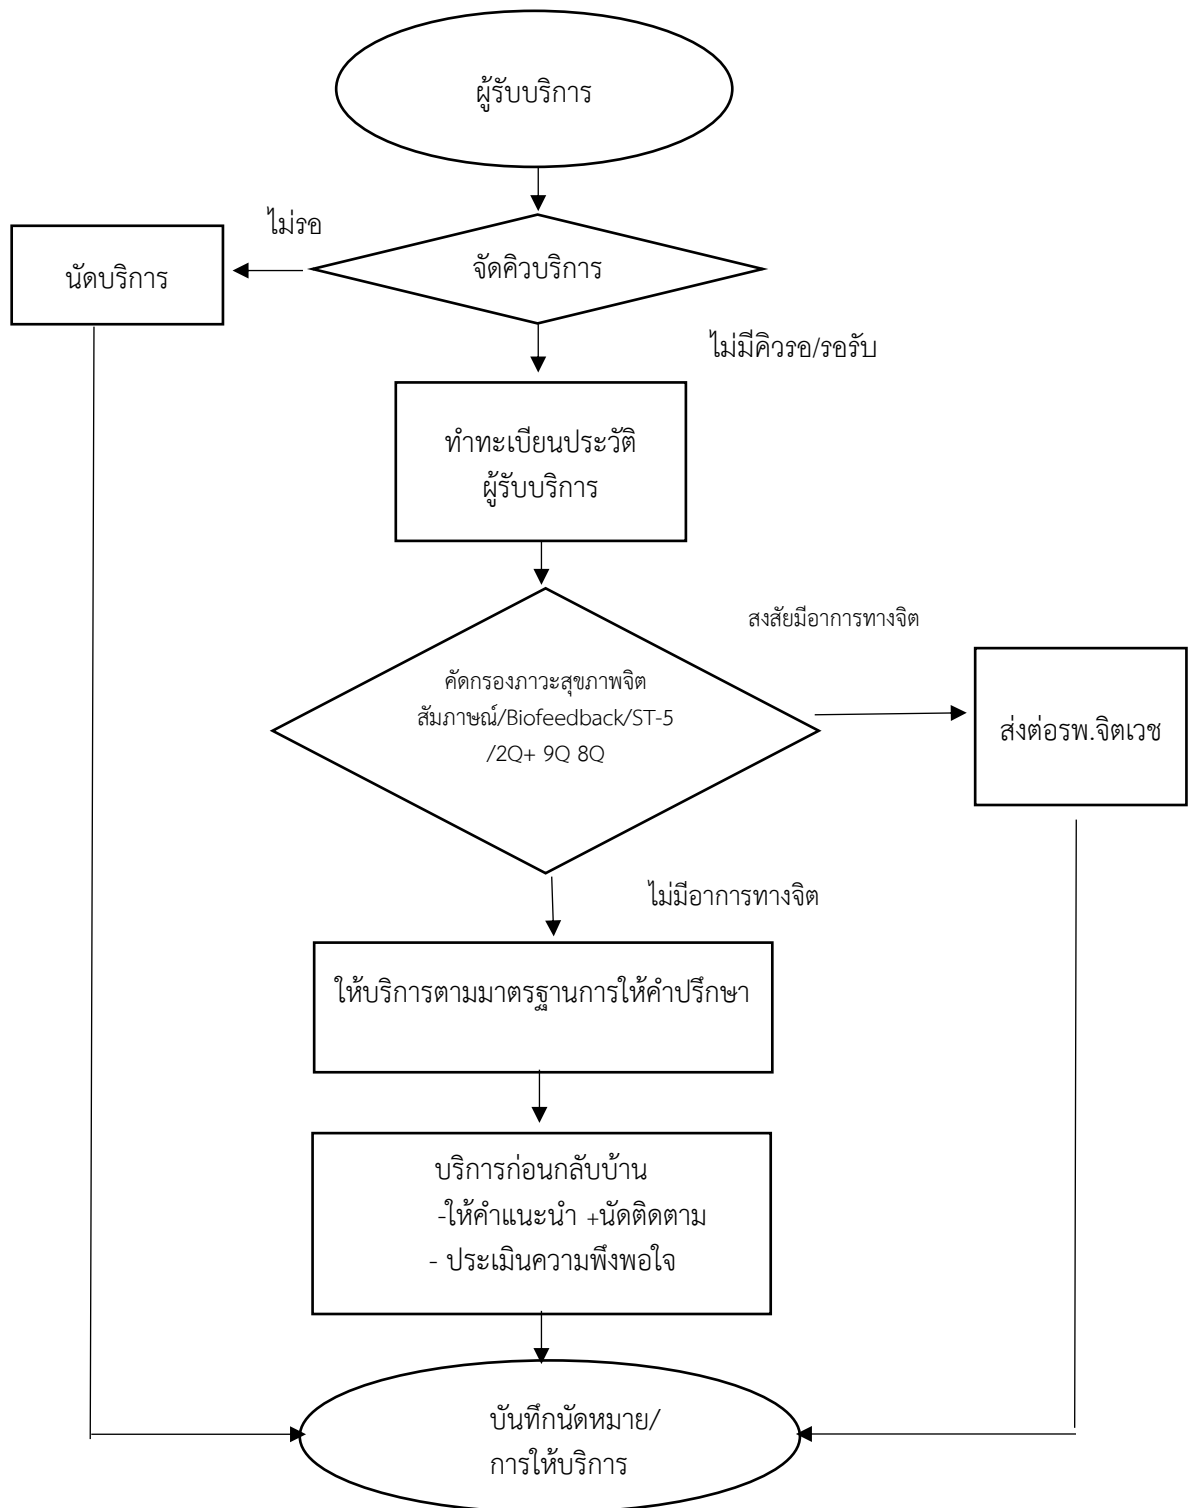 ผู้รับบริการ
ไม่รอ
นัดบริการ
จัดคิวบริการ
ไม่มีคิวรอ/รอรับ
ทำทะเบียนประวัติ
ผู้รับบริการ
สงสัยมีอาการทางจิต
คัดกรองภาวะสุขภาพจิต
สัมภาษณ์/Biofeedback/ST-5
/2Q+ 9Q 8Q
ส่งต่อรพ.จิตเวช
ไม่มีอาการทางจิต
ให้บริการตามมาตรฐานการให้คำปรึกษา
บริการก่อนกลับบ้าน
-ให้คำแนะนำ +นัดติดตาม
- ประเมินความพึงพอใจ
บันทึกนัดหมาย/
การให้บริการ